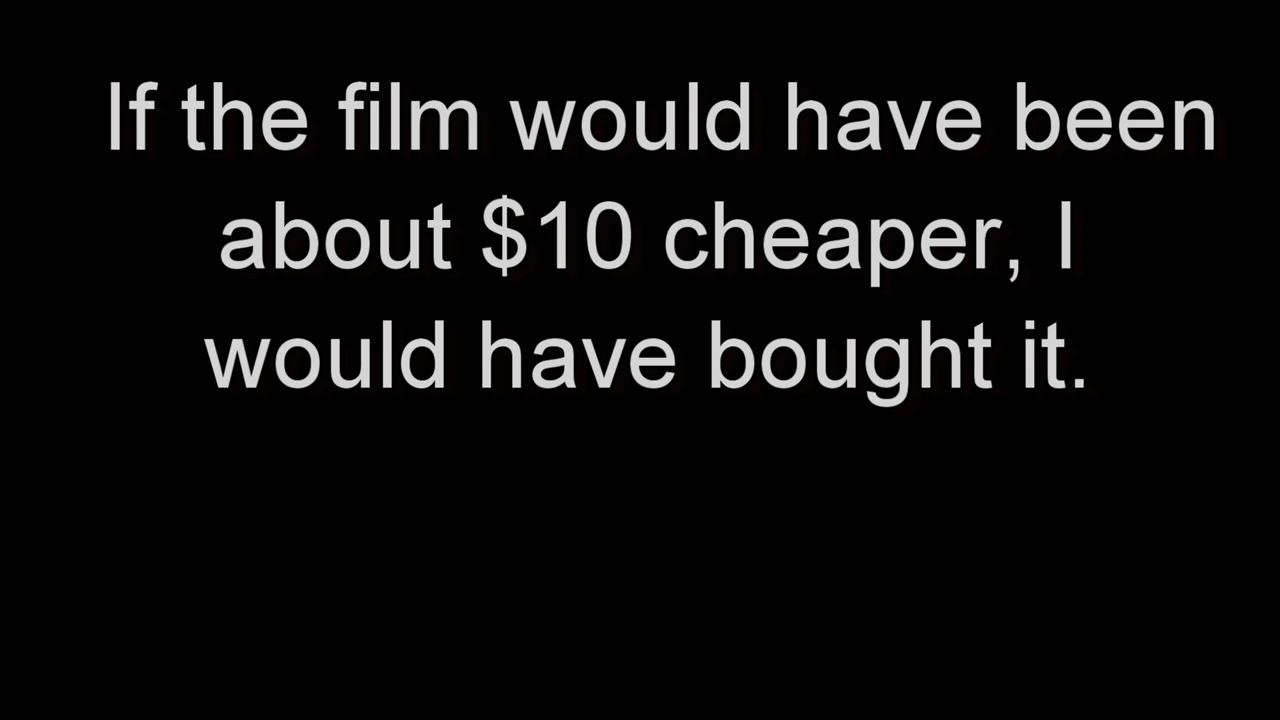 If the film would have been
about $10 cheaper, I
would have bought it.